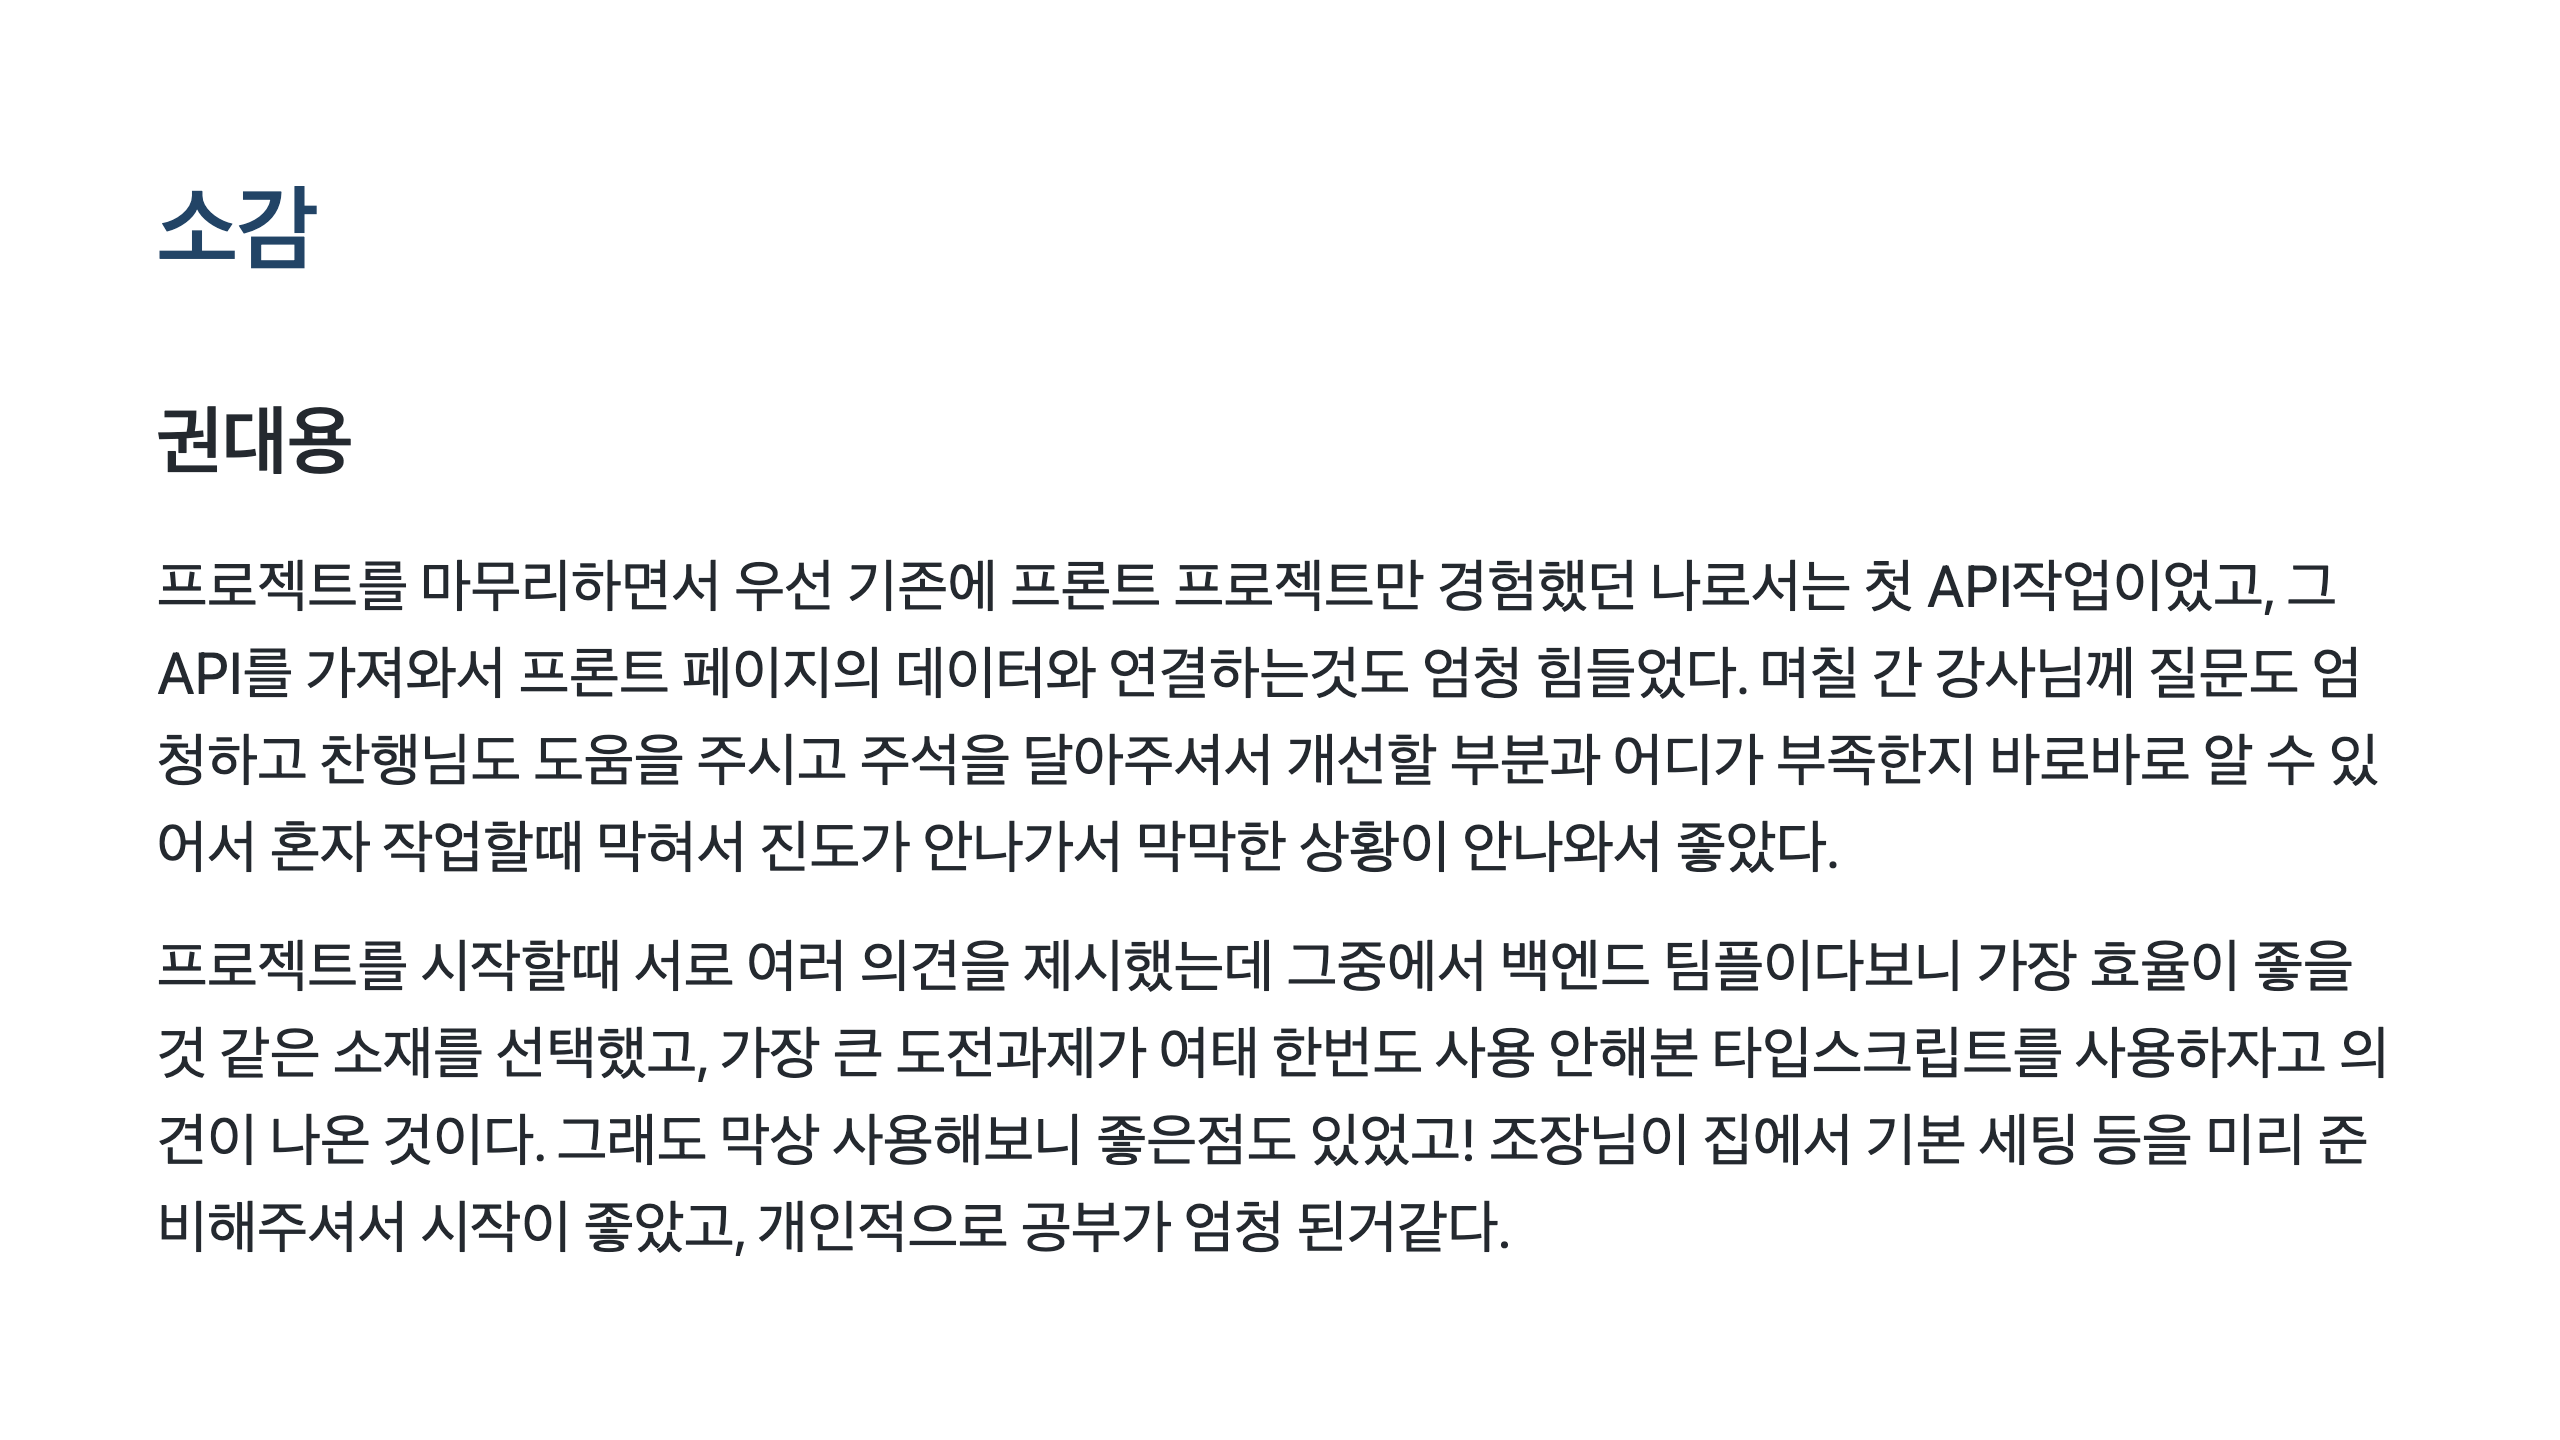 소감
권대용
프로젝트를 마무리하면서 우선 기존에 프론트 프로젝트만 경험했던 나로서는 첫 API작업이었고, 그
API를 가져와서 프론트 페이지의 데이터와 연결하는것도 엄청 힘들었다. 며칠 간 강사님께 질문도 엄
청하고 찬행님도 도움을 주시고 주석을 달아주셔서 개선할 부분과 어디가 부족한지 바로바로 알 수 있
어서 혼자 작업할때 막혀서 진도가 안나가서 막막한 상황이 안나와서 좋았다.
프로젝트를 시작할때 서로 여러 의견을 제시했는데 그중에서 백엔드 팀플이다보니 가장 효율이 좋을
것 같은 소재를 선택했고, 가장 큰 도전과제가 여태 한번도 사용 안해본 타입스크립트를 사용하자고 의
견이 나온 것이다. 그래도 막상 사용해보니 좋은점도 있었고! 조장님이 집에서 기본 세팅 등을 미리 준
비해주셔서 시작이 좋았고, 개인적으로 공부가 엄청 된거같다.